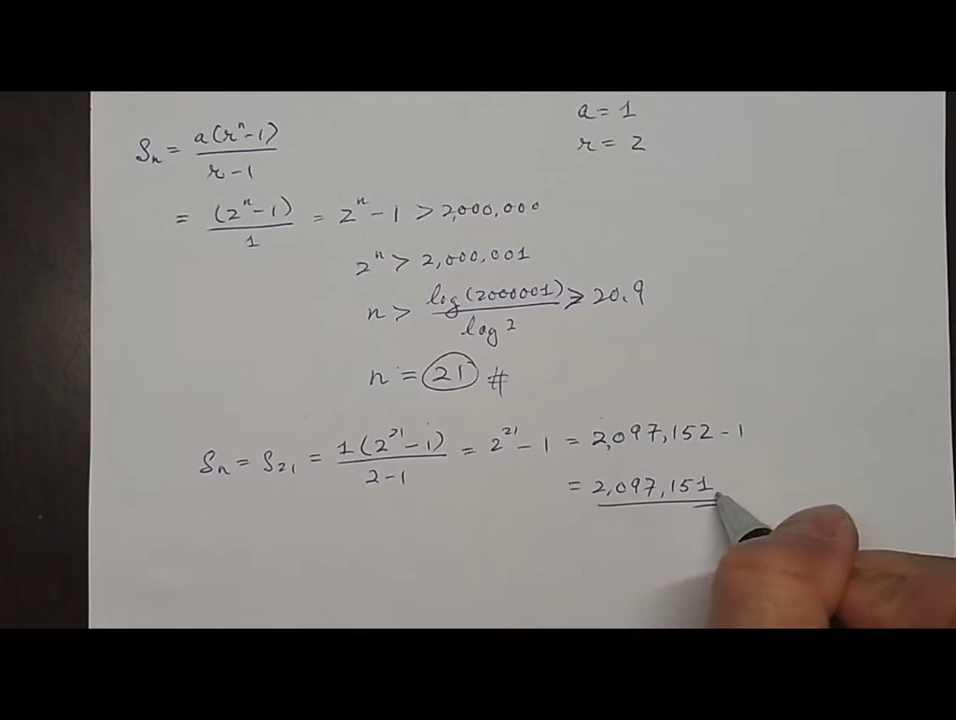 a = 1
r = 2
Sn = a(r^n - 1) / r - 1
= (2^n - 1) / 1 = 2^n - 1 > 2,000,000
2^n > 2,000,001
n > log(2000001) / log 2 ⩾ 20.9
n = 21 #
Sn = S21 = 1(2^21 - 1) / 2 - 1 = 2^21 - 1 = 2,097,152 - 1
= 2,097,151.